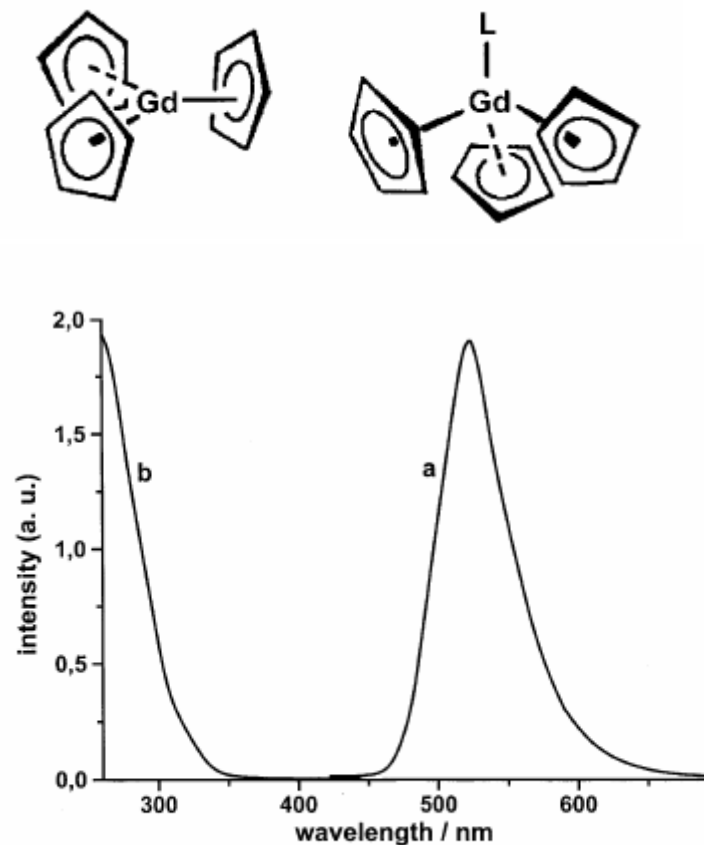 L
Gd
Gd
2,0
1,5
1,0
0,5
0,0
b
a
300
400
500
600
intensity (a. u.)
wavelength / nm